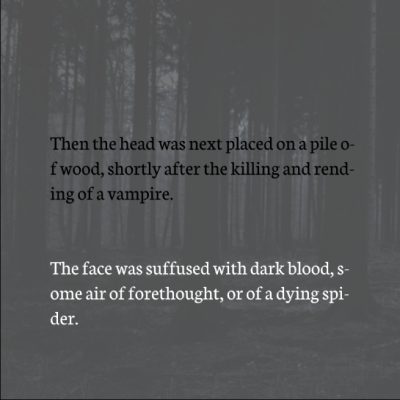 Then the head was next placed on a pile o-
f wood, shortly after the killing and rend-
ing of a vampire.
The face was suffused with dark blood, s-
ome air of forethought, or of a dying spi-
der.